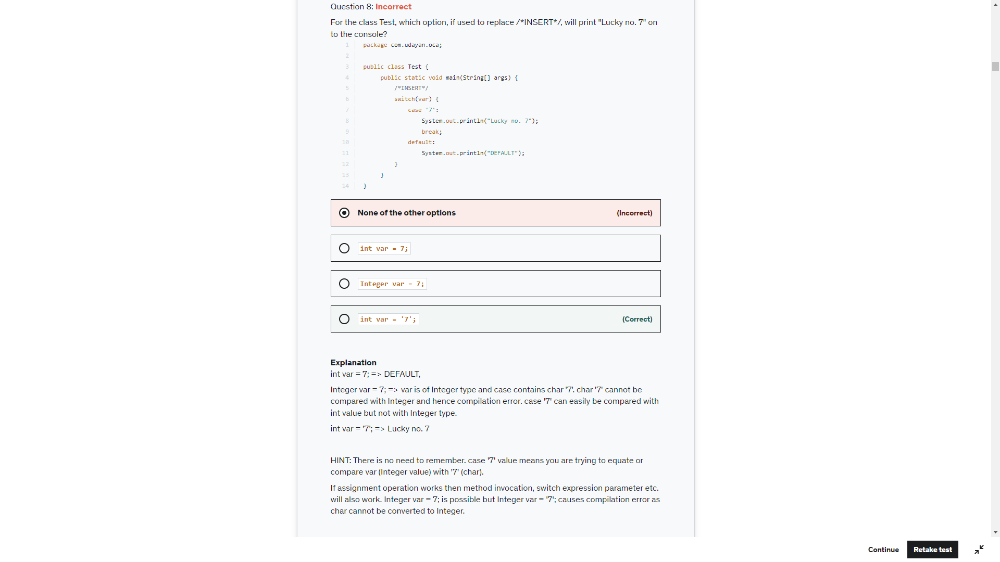 Question 8: Incorrect
For the class Test, which option, if used to replace /*INSERT*/, will print "Lucky no. 7" on
to the console?
1 package com.udayan.oca;
2
3 public class Test {
4 public static void main(String[] args) {
5 /*INSERT*/
6 switch(var) {
7 case '7':
8 System.out.println("Lucky no. 7");
9 break;
10 default:
11 System.out.println("DEFAULT");
12 }
13 }
14 }
None of the other options (Incorrect)
int var = 7;
Integer var = 7;
int var = '7'; (Correct)
Explanation
int var = 7; => DEFAULT,
Integer var = 7; => var is of Integer type and case contains char '7'. char '7' cannot be
compared with Integer and hence compilation error. case '7' can easily be compared with
int value but not with Integer type.
int var = '7'; => Lucky no. 7
HINT: There is no need to remember. case '7' value means you are trying to equate or
compare var (Integer value) with '7' (char).
If assignment operation works then method invocation, switch expression parameter etc.
will also work. Integer var = 7; is possible but Integer var = '7'; causes compilation error as
char cannot be converted to Integer.
Continue Retake test